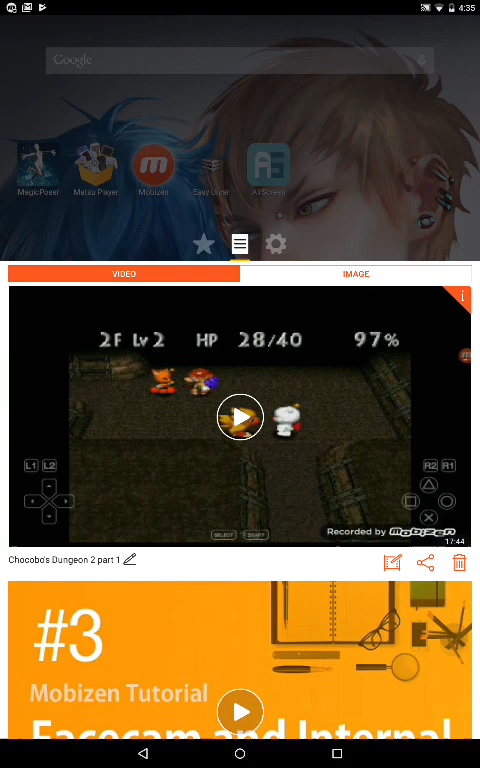 4:35
Google
MagicPoser
Matsu Player
Mobizen
Easy Unrar
AirScreen
VIDEO
IMAGE
i
2F Lv2 HP 28/40 97%
L1 L2
R2 R1
SELECT START
Recorded by mobizen
17:44
Chocobo's Dungeon 2 part 1
#3
Mobizen Tutorial
Facecam and Internal